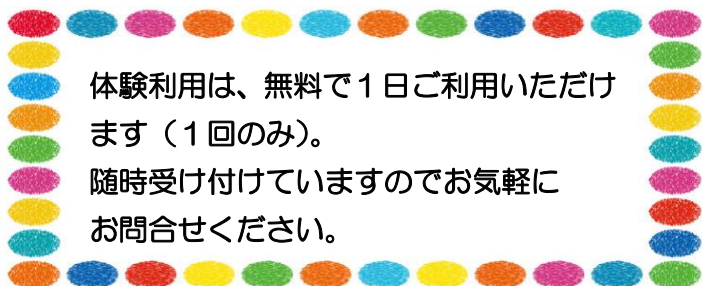 体験利用は、無料で１日ご利用いただけ
ます（１回のみ）。
随時受け付けていますのでお気軽に
お問合せください。